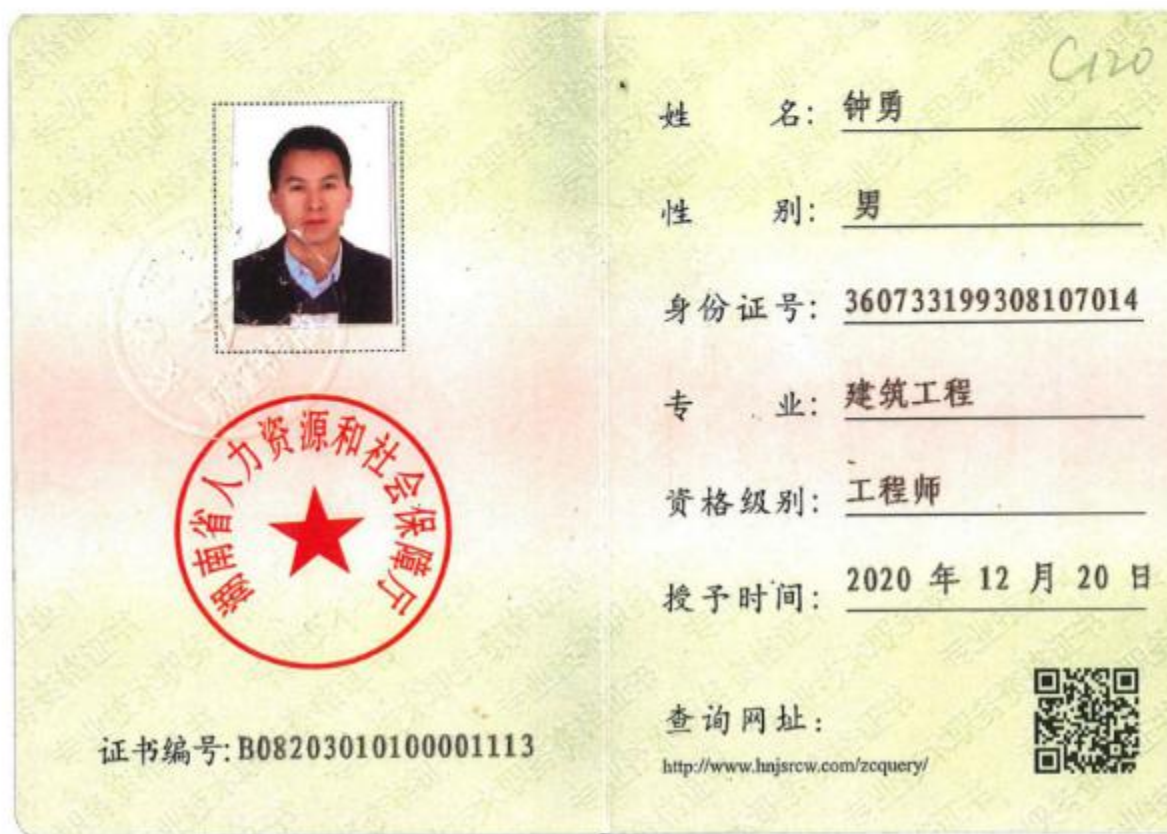 湖南省人力资源和社会保障厅
证书编号:B08203010100001113
C120
姓 名: 钟勇
性 别: 男
身份证号: 360733199308107014
专 业: 建筑工程
资格级别: 工程师
授予时间: 2020 年 12 月 20 日
查询网址:
http://www.hnjsrcw.com/zcquery/